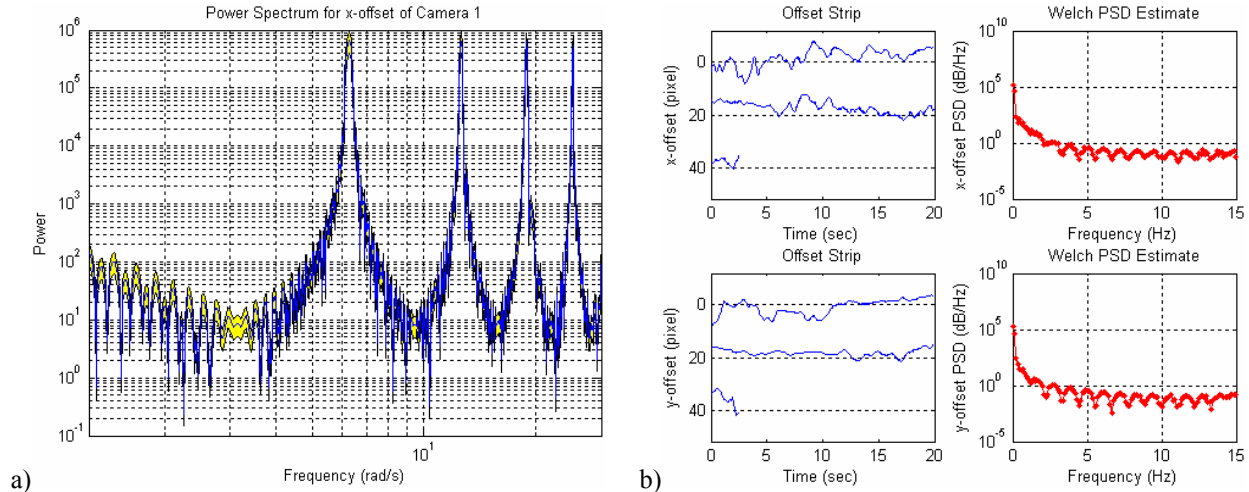 Power Spectrum for x-offset of Camera 1
10^6
10^5
10^4
10^3
10^2
10^1
10^0
10^-1
Power
10^1
Frequency (rad/s)
a)
Offset Strip
x-offset (pixel)
0
20
40
0 5 10 15 20
Time (sec)
Welch PSD Estimate
x-offset PSD (dB/Hz)
10^10
10^5
10^0
10^-5
0 5 10 15
Frequency (Hz)
Offset Strip
y-offset (pixel)
0
20
40
0 5 10 15 20
Time (sec)
Welch PSD Estimate
y-offset PSD (dB/Hz)
10^10
10^5
10^0
10^-5
0 5 10 15
Frequency (Hz)
b)